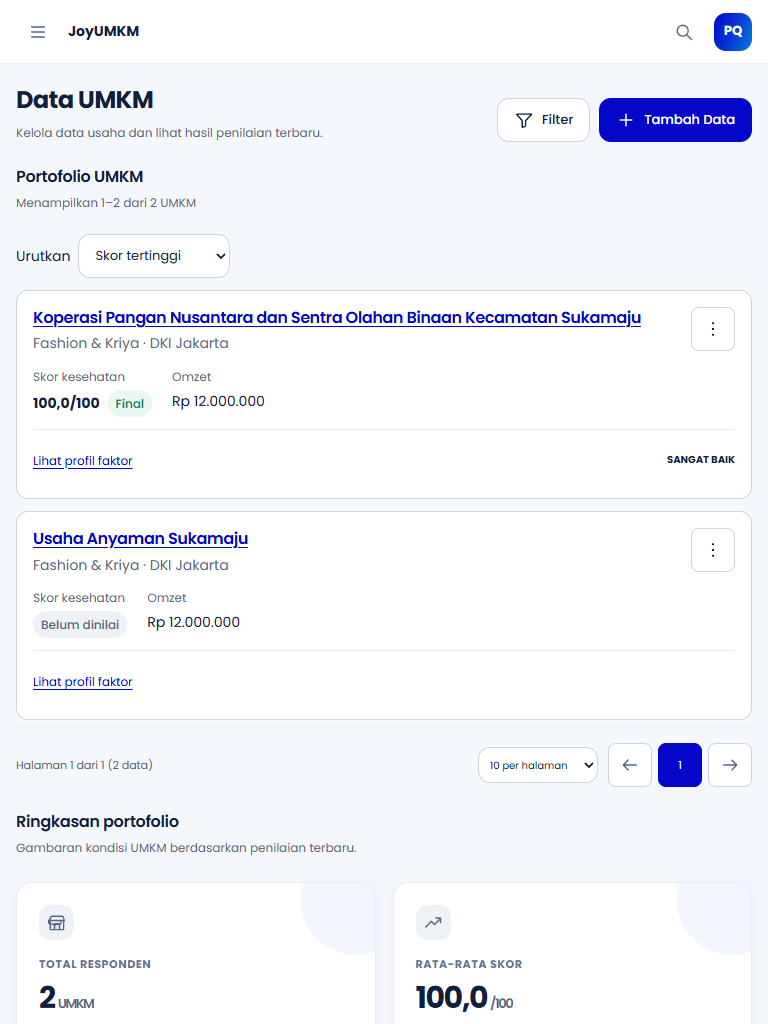 JoyUMKM
PQ
Data UMKM
Kelola data usaha dan lihat hasil penilaian terbaru.
Filter
Tambah Data
Portofolio UMKM
Menampilkan 1–2 dari 2 UMKM
Urutkan
Skor tertinggi
Koperasi Pangan Nusantara dan Sentra Olahan Binaan Kecamatan Sukamaju
Fashion & Kriya · DKI Jakarta
Skor kesehatan
Omzet
100,0/100
Final
Rp 12.000.000
Lihat profil faktor
SANGAT BAIK
Usaha Anyaman Sukamaju
Fashion & Kriya · DKI Jakarta
Skor kesehatan
Omzet
Belum dinilai
Rp 12.000.000
Lihat profil faktor
Halaman 1 dari 1 (2 data)
10 per halaman
1
Ringkasan portofolio
Gambaran kondisi UMKM berdasarkan penilaian terbaru.
TOTAL RESPONDEN
2 UMKM
RATA-RATA SKOR
100,0 /100